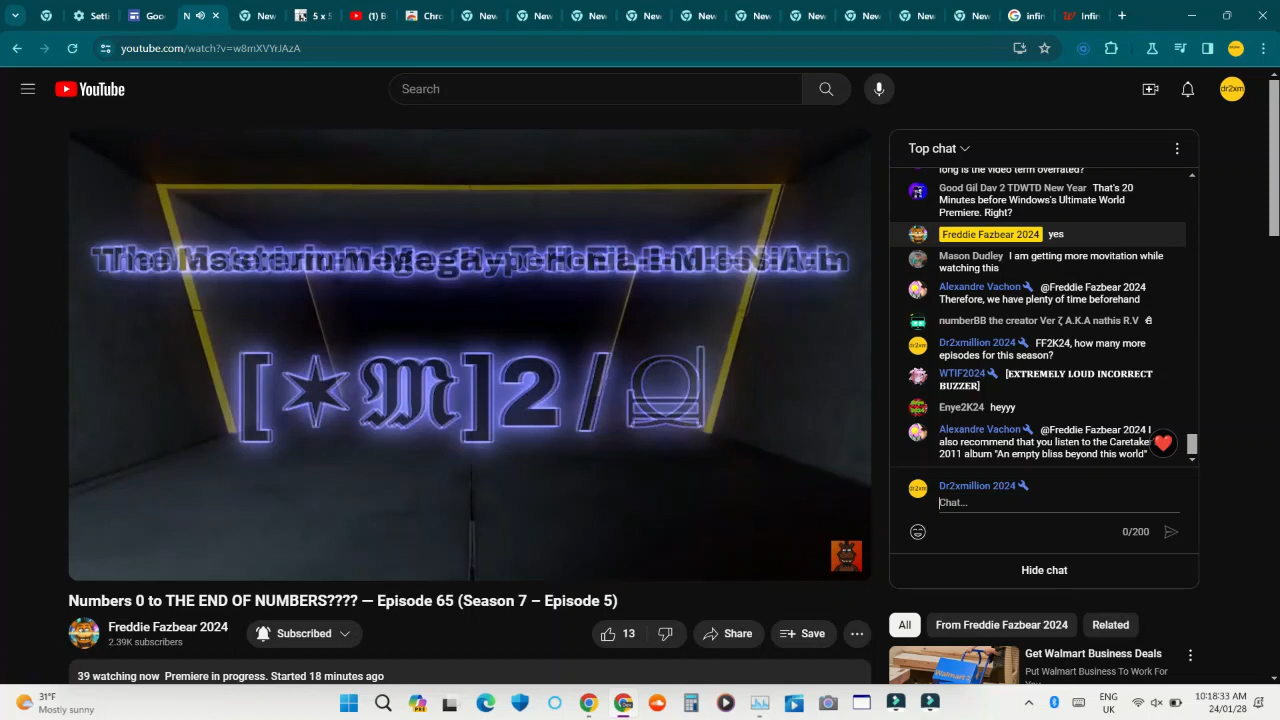 Setti
Goo
N
New
5 x 5
(1) B
Chro
New
New
New
New
New
New
New
New
New
New
infin
Infin
youtube.com/watch?v=w8mXVYrJAzA
YouTube
Search
dr2xm
[✶𝔐]2/
Numbers 0 to THE END OF NUMBERS???? — Episode 65 (Season 7 – Episode 5)
Freddie Fazbear 2024
2.39K subscribers
Subscribed
13
Share
Save
39 watching now Premiere in progress. Started 18 minutes ago
Top chat
long is the video term overrated?
Good Gil Dav 2 TDWTD New Year That's 20
Minutes before Windows's Ultimate World
Premiere. Right?
Freddie Fazbear 2024 yes
Mason Dudley I am getting more movitation while
watching this
Alexandre Vachon @Freddie Fazbear 2024
Therefore, we have plenty of time beforehand
numberBB the creator Ver ζ A.K.A nathis R.V
Dr2xmillion 2024 FF2K24, how many more
episodes for this season?
WTIF2024 [EXTREMELY LOUD INCORRECT
BUZZER]
Enye2K24 heyyy
Alexandre Vachon @Freddie Fazbear 2024 I
also recommend that you listen to the Caretaker
2011 album "An empty bliss beyond this world"
Dr2xmillion 2024
Chat...
0/200
Hide chat
All
From Freddie Fazbear 2024
Related
Get Walmart Business Deals
Put Walmart Business To Work For
31°F
Mostly sunny
ENG
UK
10:18:33 AM
24/01/28